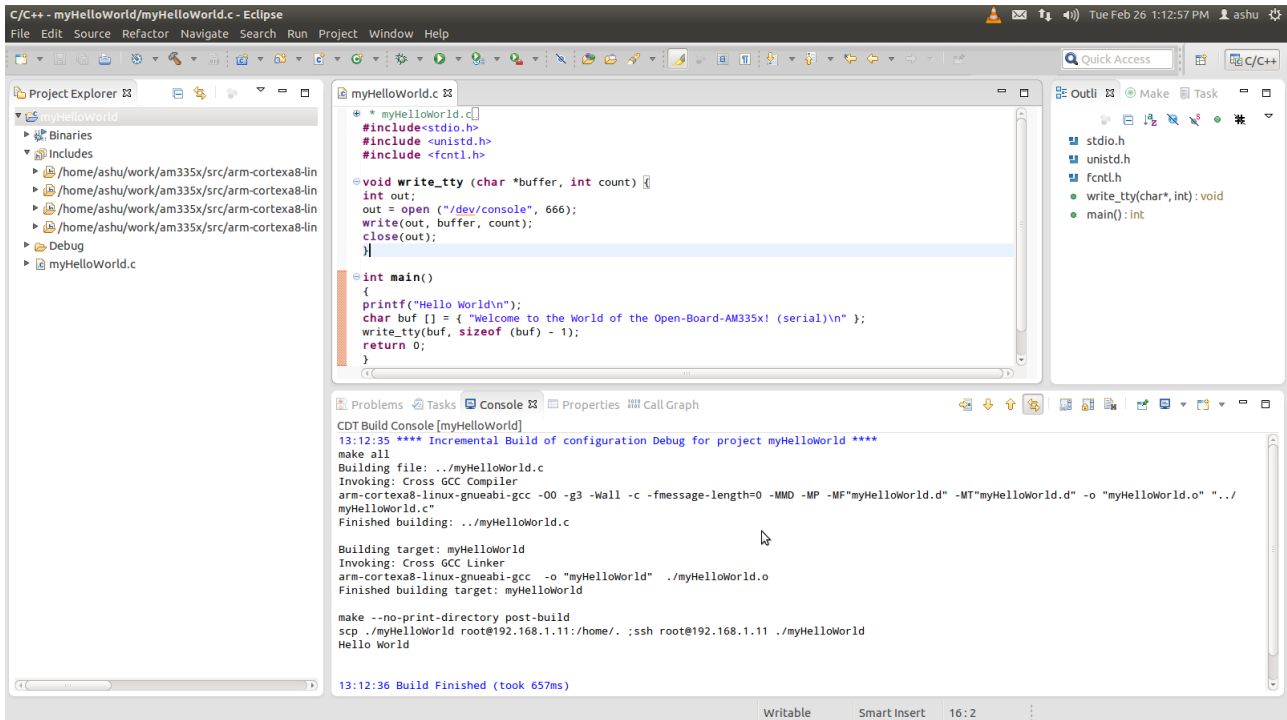 C/C++ - myHelloWorld/myHelloWorld.c - Eclipse
Tue Feb 26 1:12:57 PM ashu
File Edit Source Refactor Navigate Search Run Project Window Help
Quick Access
C/C++
Project Explorer
myHelloWorld
Binaries
Includes
/home/ashu/work/am335x/src/arm-cortexa8-lin
/home/ashu/work/am335x/src/arm-cortexa8-lin
/home/ashu/work/am335x/src/arm-cortexa8-lin
/home/ashu/work/am335x/src/arm-cortexa8-lin
Debug
myHelloWorld.c
myHelloWorld.c
* myHelloWorld.c
#include<stdio.h>
#include <unistd.h>
#include <fcntl.h>
void write_tty (char *buffer, int count) {
int out;
out = open ("/dev/console", 666);
write(out, buffer, count);
close(out);
}
int main()
{
printf("Hello World\n");
char buf [] = { "Welcome to the World of the Open-Board-AM335x! (serial)\n" };
write_tty(buf, sizeof (buf) - 1);
return 0;
}
Outli Make Task
stdio.h
unistd.h
fcntl.h
write_tty(char*, int) : void
main() : int
Problems Tasks Console Properties Call Graph
CDT Build Console [myHelloWorld]
13:12:35 **** Incremental Build of configuration Debug for project myHelloWorld ****
make all
Building file: ../myHelloWorld.c
Invoking: Cross GCC Compiler
arm-cortexa8-linux-gnueabi-gcc -O0 -g3 -Wall -c -fmessage-length=0 -MMD -MP -MF"myHelloWorld.d" -MT"myHelloWorld.d" -o "myHelloWorld.o" "../
myHelloWorld.c"
Finished building: ../myHelloWorld.c
Building target: myHelloWorld
Invoking: Cross GCC Linker
arm-cortexa8-linux-gnueabi-gcc -o "myHelloWorld" ./myHelloWorld.o
Finished building target: myHelloWorld
make --no-print-directory post-build
scp ./myHelloWorld root@192.168.1.11:/home/. ;ssh root@192.168.1.11 ./myHelloWorld
Hello World
13:12:36 Build Finished (took 657ms)
Writable Smart Insert 16 : 2